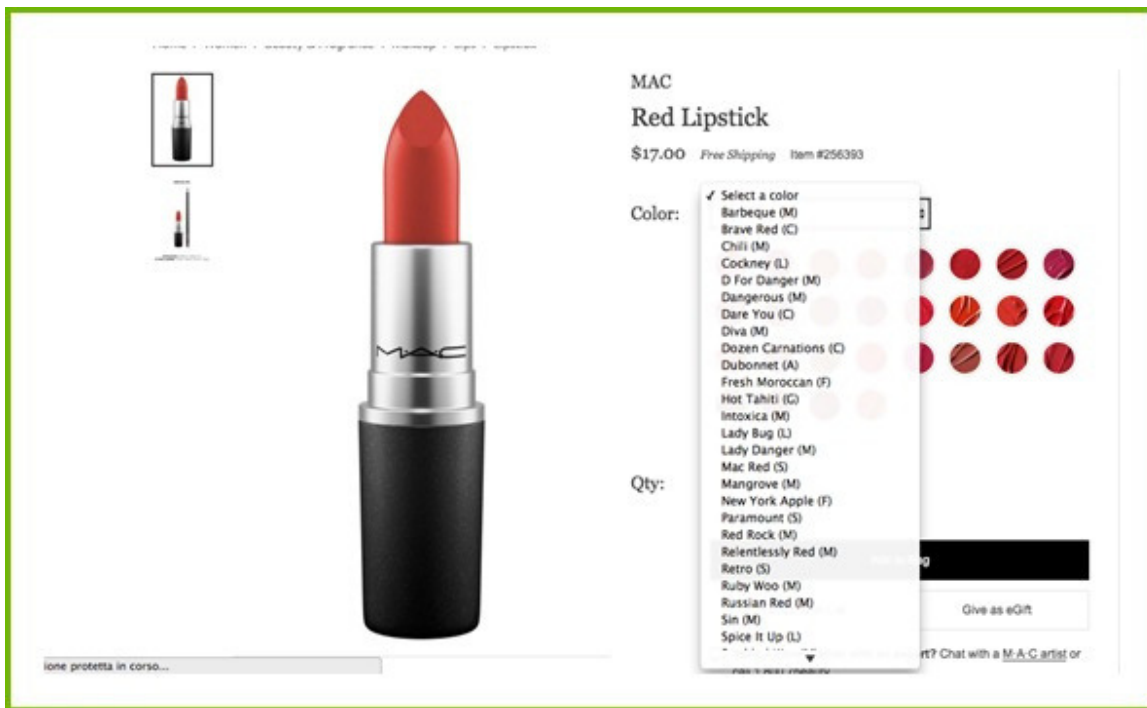 MAC
Red Lipstick
$17.00 Free Shipping Item #256393
Color:
✓ Select a color
Barbeque (M)
Brave Red (C)
Chili (M)
Cockney (L)
D For Danger (M)
Dangerous (M)
Dare You (C)
Diva (M)
Dozen Carnations (C)
Dubonnet (A)
Fresh Moroccan (F)
Hot Tahiti (G)
Intoxica (M)
Lady Bug (L)
Lady Danger (M)
Mac Red (S)
Mangrove (M)
New York Apple (F)
Paramount (S)
Red Rock (M)
Relentlessly Red (M)
Retro (S)
Ruby Woo (M)
Russian Red (M)
Sin (M)
Spice It Up (L)
Qty:
Give as eGift
Chat with a M·A·C artist or
M·A·C
ione protetta in corso...